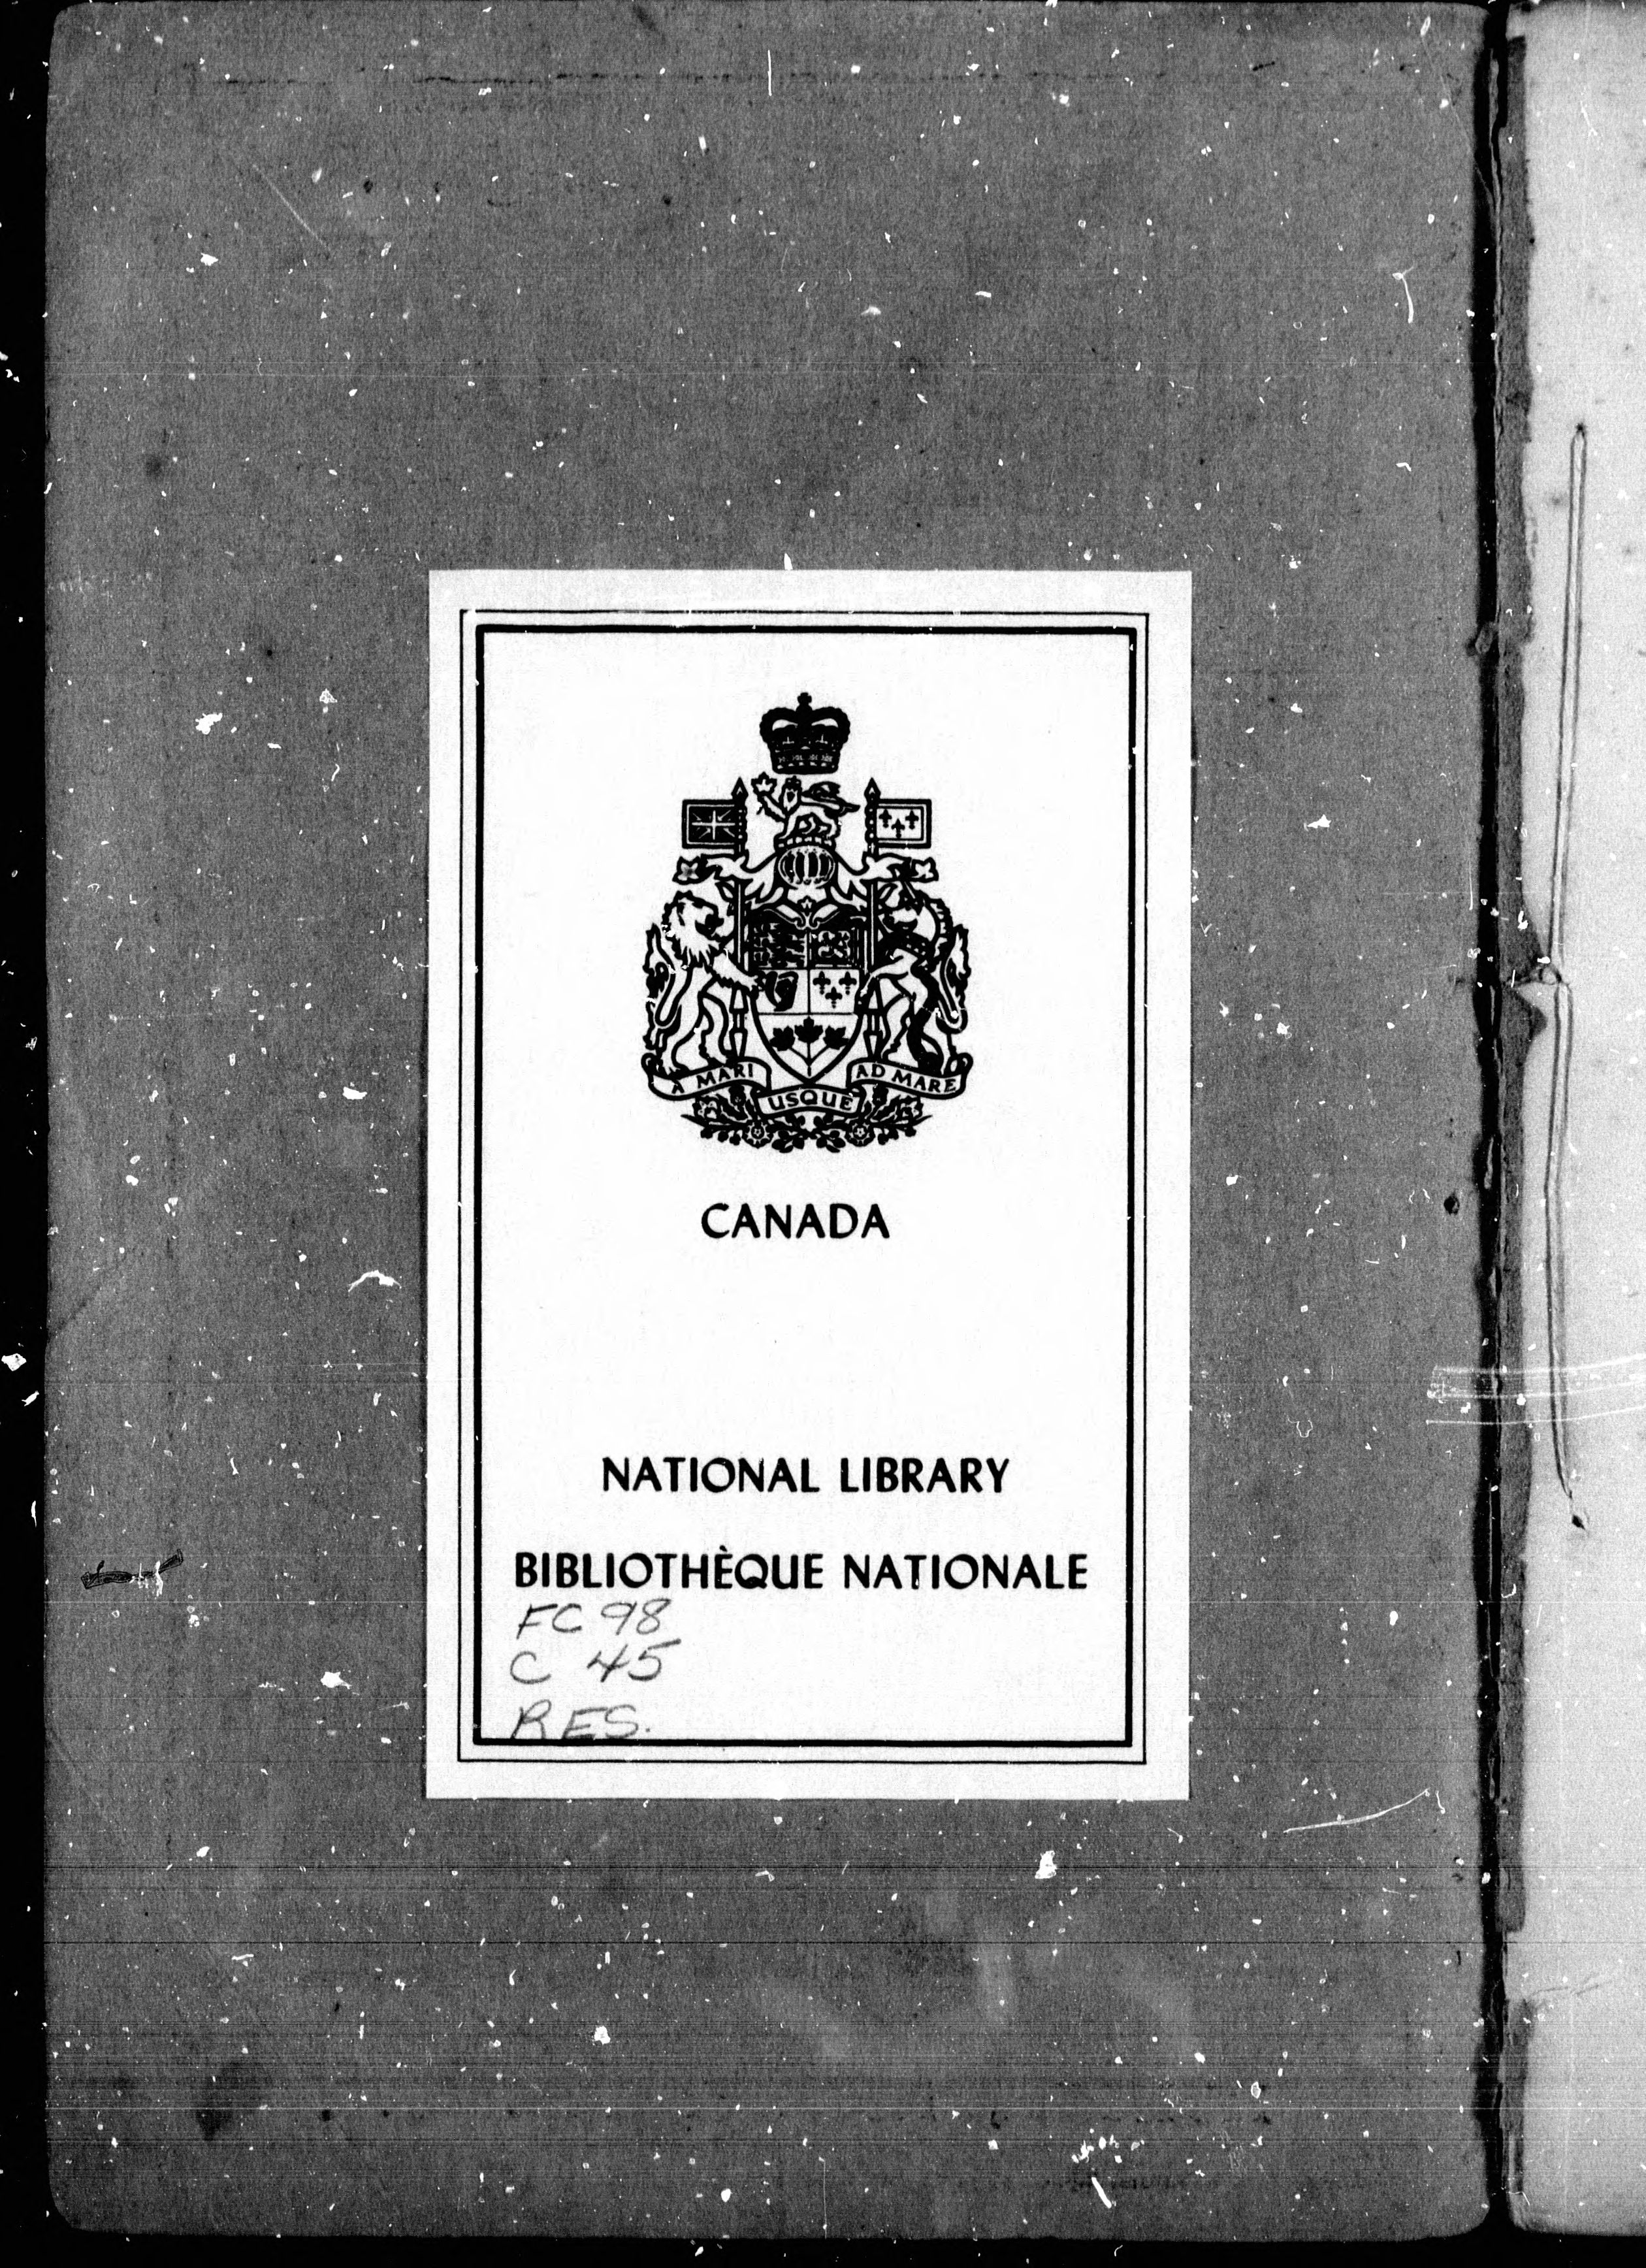 A MARI USQUE AD MARE
CANADA
NATIONAL LIBRARY
BIBLIOTHÈQUE NATIONALE
FC 98
C 45
RES.